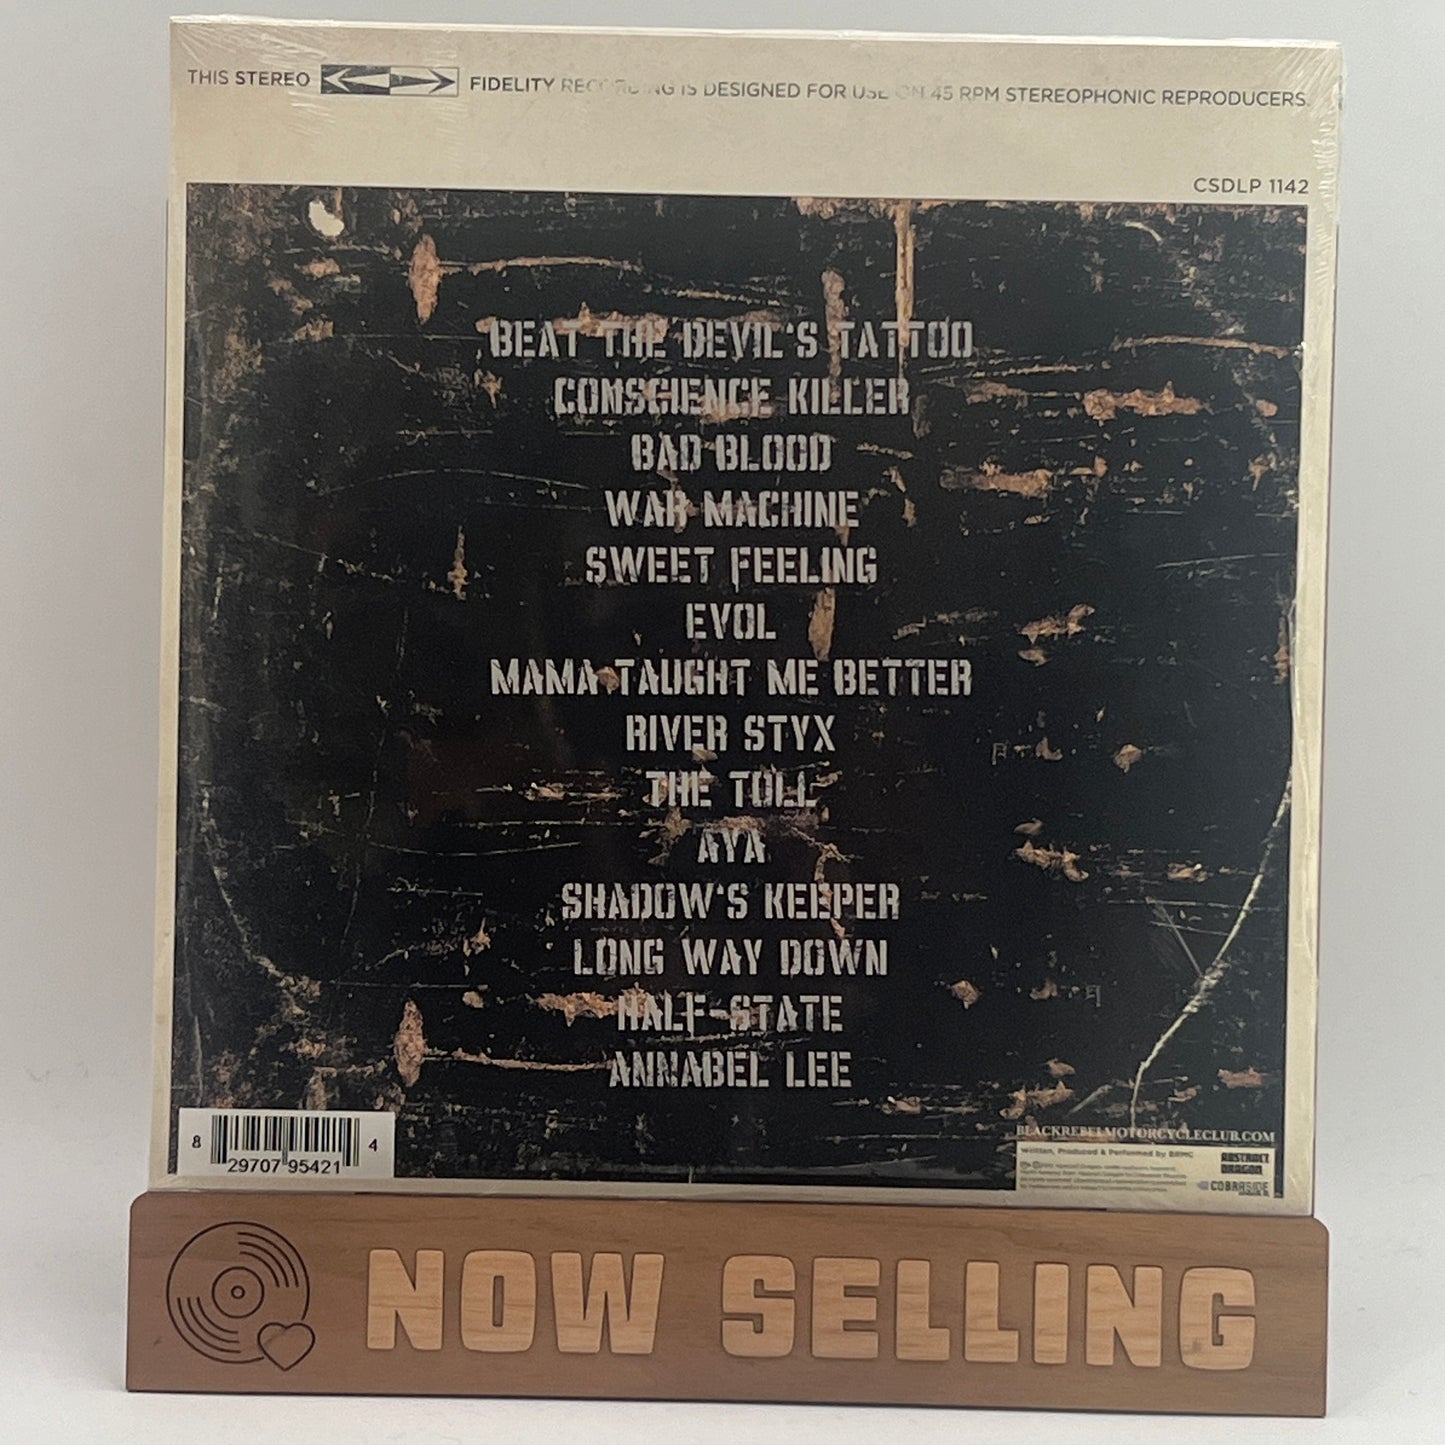 THIS STEREO FIDELITY RECORDING IS DESIGNED FOR USE ON 45 RPM STEREOPHONIC REPRODUCERS.
CSDLP 1142
BEAT THE DEVIL'S TATTOO
CONSCIENCE KILLER
BAD BLOOD
WAR MACHINE
SWEET FEELING
EVOL
MAMA TAUGHT ME BETTER
RIVER STYX
THE TOLL
AYA
SHADOW'S KEEPER
LONG WAY DOWN
HALF-STATE
ANNABEL LEE
8 29707 95421 4
BLACKREBELMOTORCYCLECLUB.COM
Written, Produced & Performed by BRMC
ABSTRACT
DRAGON
COBRASIDE
NOW SELLING